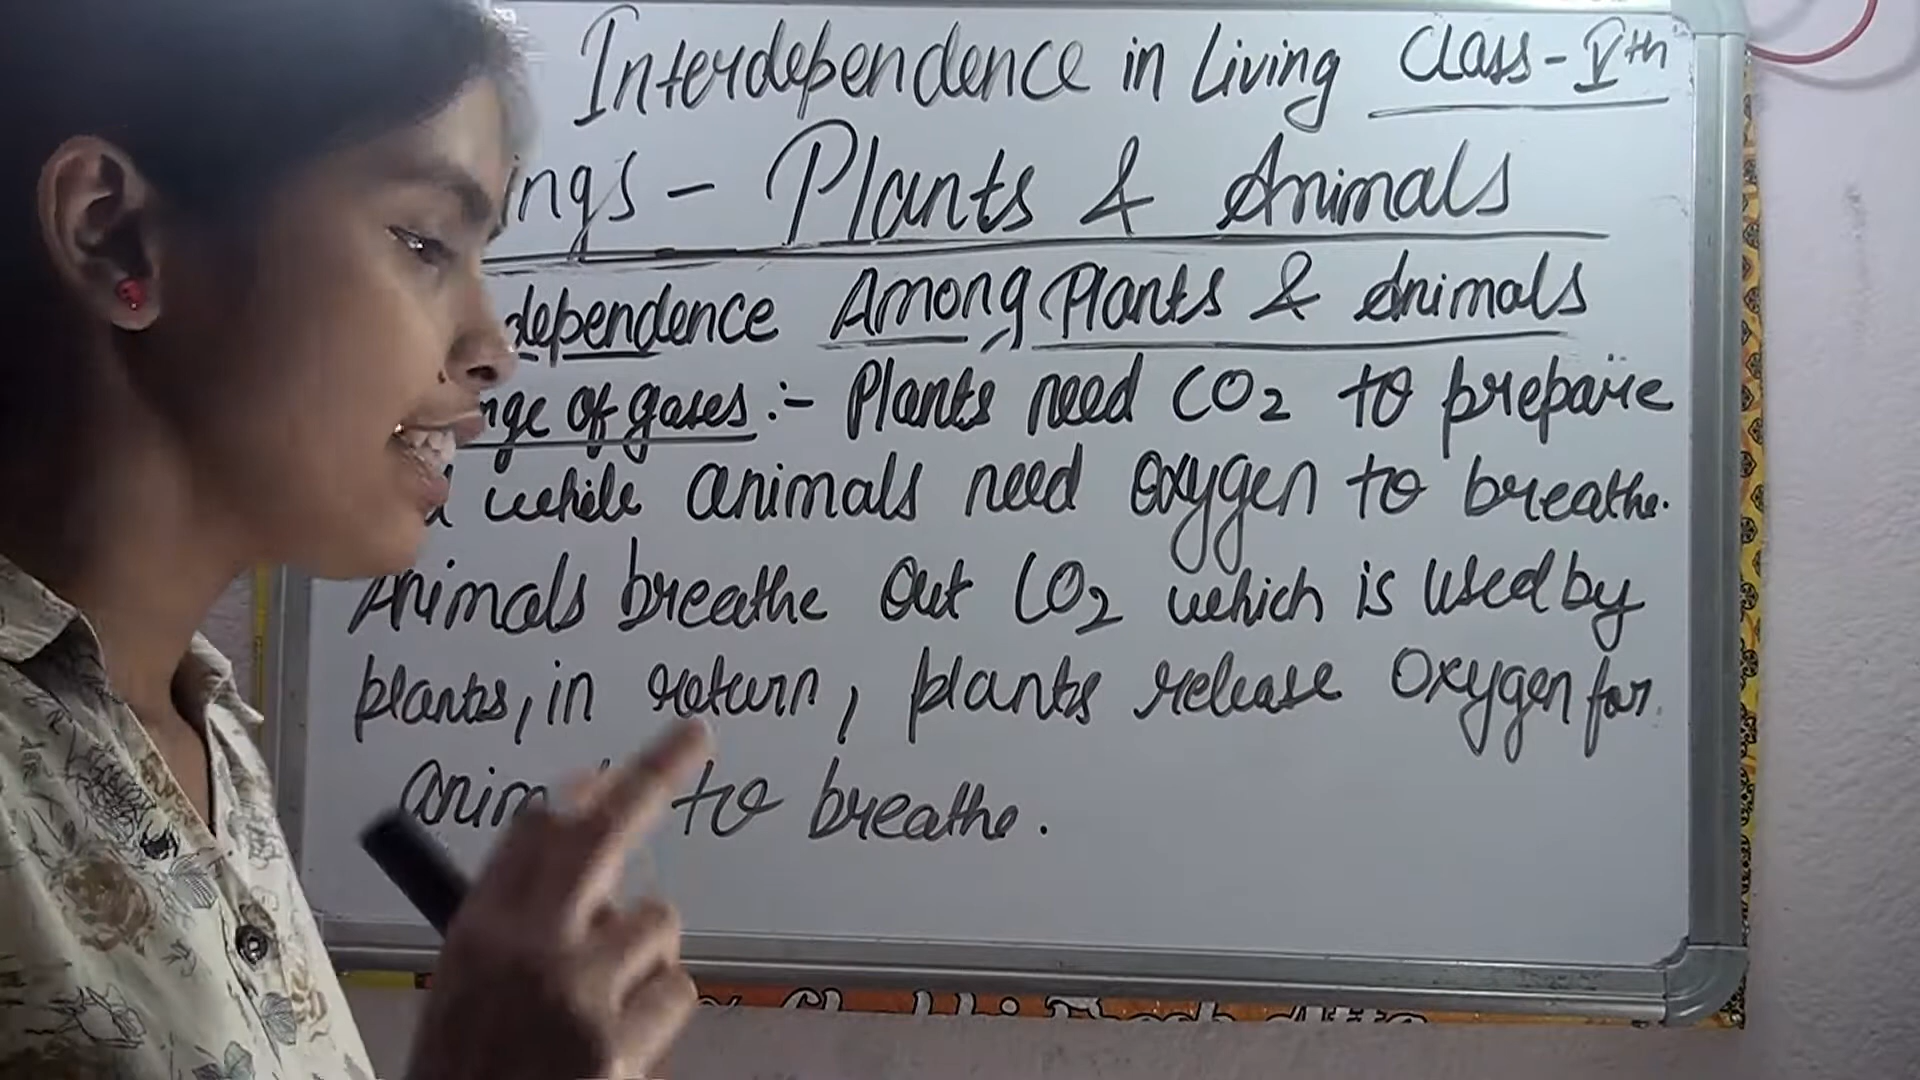 Interdependence in Living Class-Vth
ings - Plants & Animals
dependence Among Plants & Animals
nge of gases :- Plants need CO2 to prepare
while animals need Oxygen to breathe.
Animals breathe Out CO2 which is Used by
plants, in return, plants release Oxygen for
to breathe.